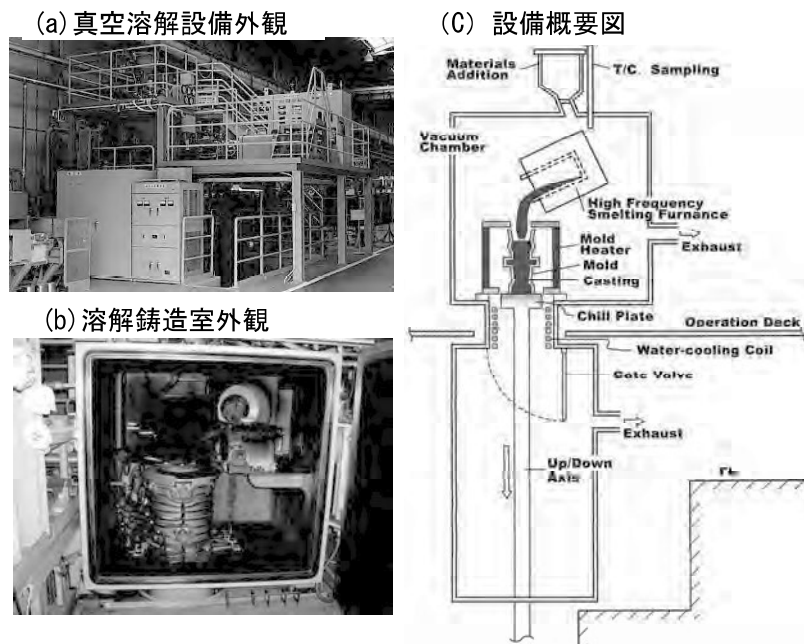 (a)真空溶解設備外観
(b)溶解鋳造室外観
(C) 設備概要図
Materials
Addition
T/C. Sampling
Vacuum
Chamber
High Frequency
Smelting Furnance
Mold
Heater
Exhaust
Mold
Casting
Chill Plate
Operation Deck
Water-cooling Coil
Gate Valve
Exhaust
Up/Down
Axis
FL